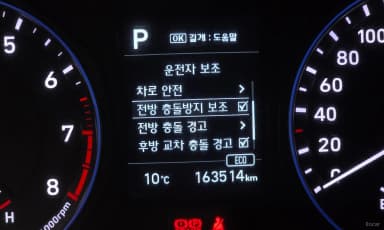 P OK 길게 : 도움말
운전자 보조
차로 안전
전방 충돌방지 보조
전방 충돌 경고
후방 교차 충돌 경고
ECO
10℃ 163514km
5
6
7
8
000rpm
H
100
80
60
40
20
0